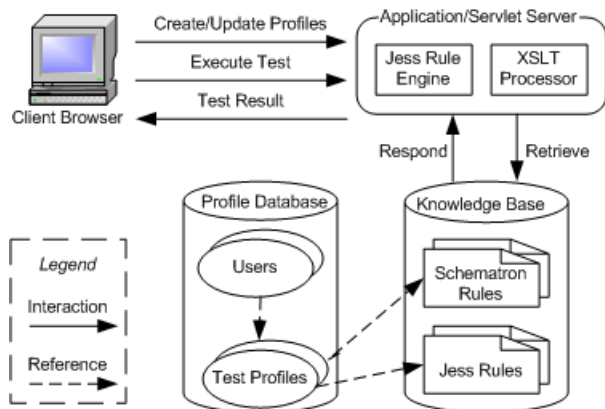 Create/Update Profiles
Execute Test
Test Result
Client Browser
Application/Servlet Server
Jess Rule
Engine
XSLT
Processor
Respond
Retrieve
Profile Database
Users
Test Profiles
Knowledge Base
Schematron
Rules
Jess Rules
Legend
Interaction
Reference